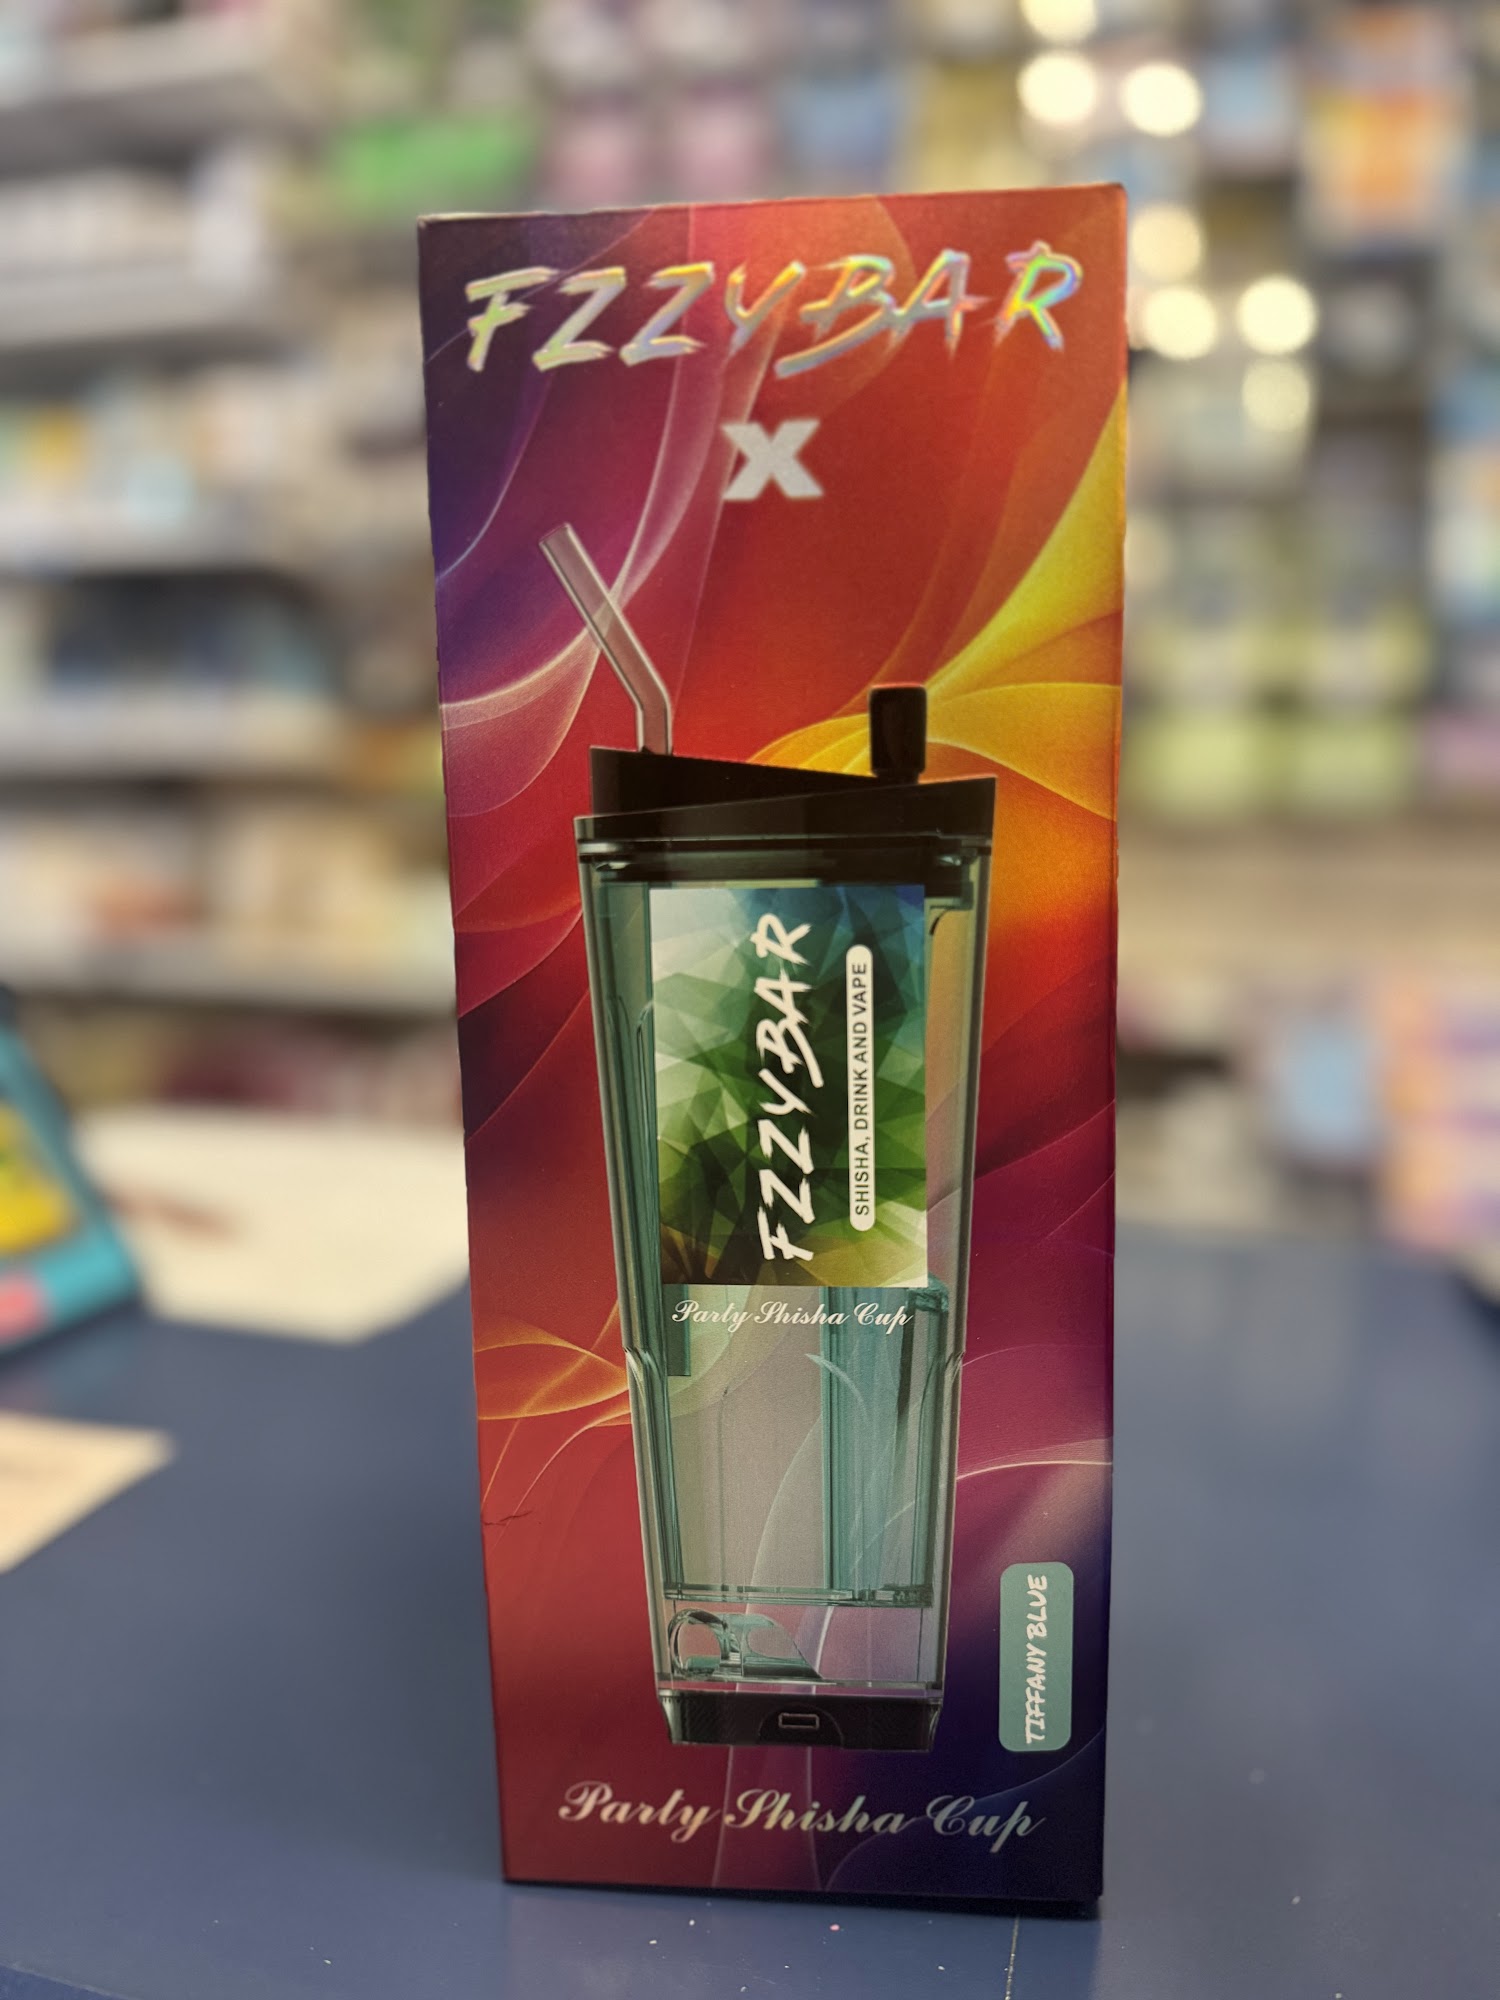 FZZYBAR
X
FZZYBAR
SHISHA, DRINK AND VAPE
Party Shisha Cup
TIFFANY BLUE
Party Shisha Cup